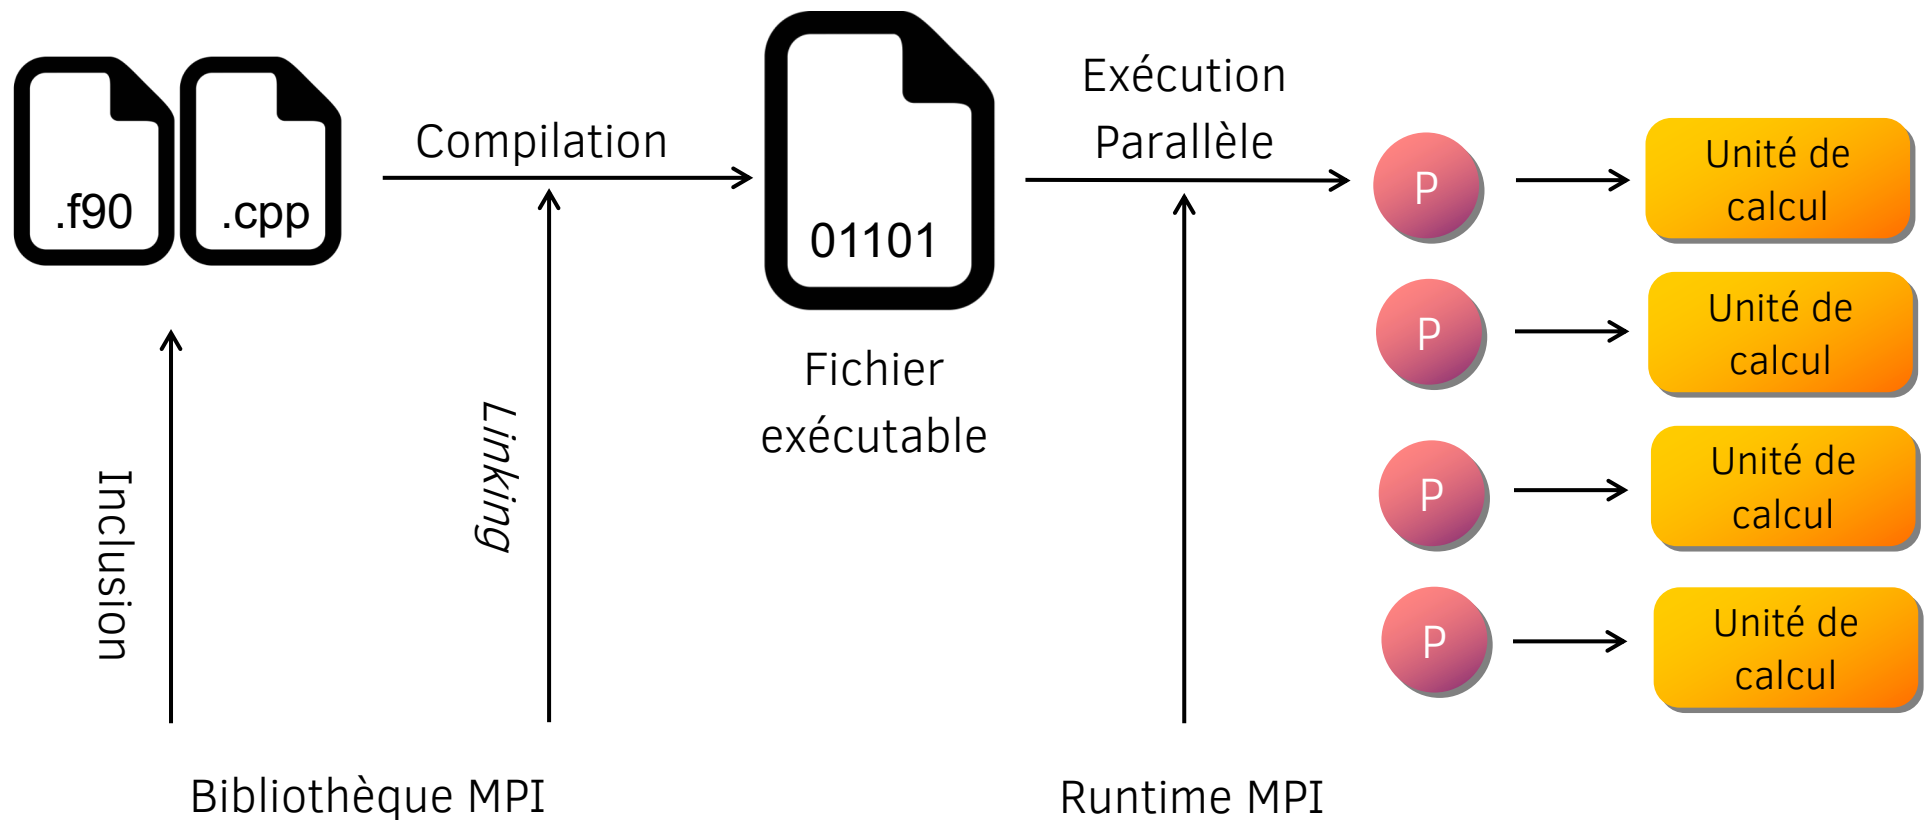 .f90
.cpp
Compilation
01101
Fichier
exécutable
Exécution
Parallèle
P
Unité de
calcul
P
Unité de
calcul
P
Unité de
calcul
P
Unité de
calcul
Inclusion
Linking
Bibliothèque MPI
Runtime MPI